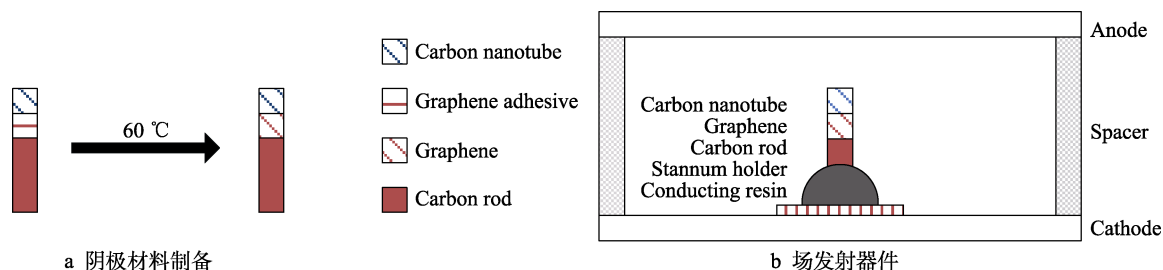 60 ℃
Carbon nanotube
Graphene adhesive
Graphene
Carbon rod
a 阴极材料制备
Anode
Carbon nanotube
Graphene
Carbon rod
Stannum holder
Conducting resin
Spacer
Cathode
b 场发射器件